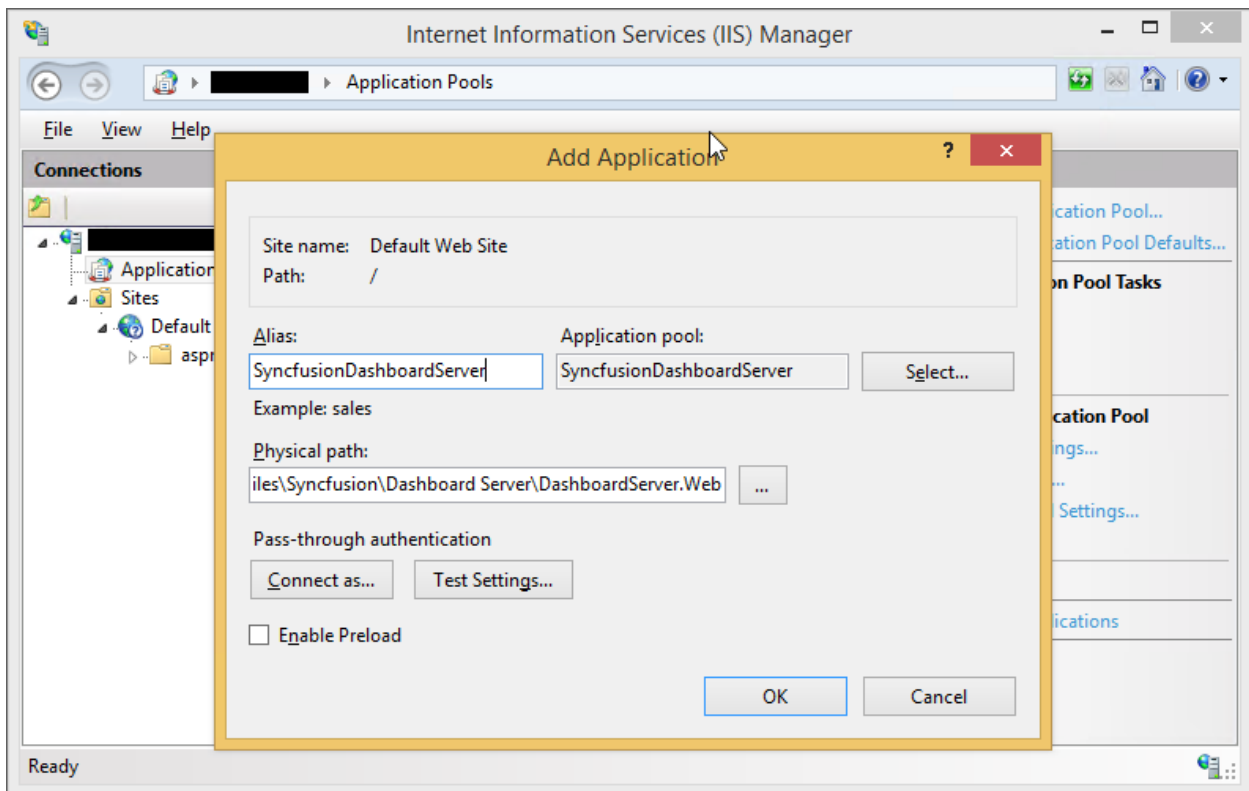 Internet Information Services (IIS) Manager
Application Pools
File View Help
Connections
Application
Sites
Default
aspr
Add Application
?
Site name: Default Web Site
Path: /
Alias:
Application pool:
SyncfusionDashboardServer
SyncfusionDashboardServer
Select...
Example: sales
Physical path:
iles\Syncfusion\Dashboard Server\DashboardServer.Web
...
Pass-through authentication
Connect as...
Test Settings...
Enable Preload
OK
Cancel
ication Pool...
ation Pool Defaults...
on Pool Tasks
cation Pool
ings...
...
Settings...
ications
Ready